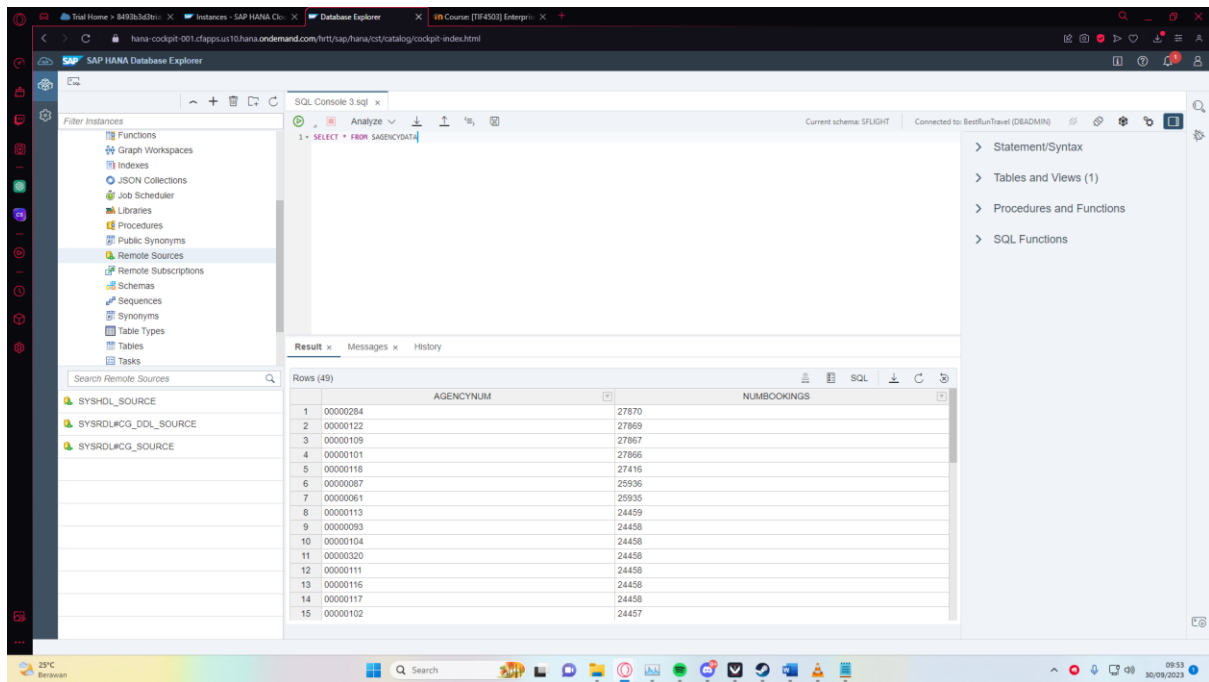 Trial Home > 8493b3d3tria
Instances - SAP HANA Clo
Database Explorer
Course: [TIF4503] Enterpris
hana-cockpit-001.cfapps.us10.hana.ondemand.com/hrtt/sap/hana/cst/catalog/cockpit-index.html
SAP SAP HANA Database Explorer
SQL Console 3.sql
Filter Instances
Analyze
Current schema: SFLIGHT
Connected to: BestRunTravel (DBADMIN)
1 SELECT * FROM SAGENCYDATA
Functions
Graph Workspaces
Indexes
JSON Collections
Job Scheduler
Libraries
Procedures
Public Synonyms
Remote Sources
Remote Subscriptions
Schemas
Sequences
Synonyms
Table Types
Tables
Tasks
Statement/Syntax
Tables and Views (1)
Procedures and Functions
SQL Functions
Search Remote Sources
SYSHDL_SOURCE
SYSRDL#CG_DDL_SOURCE
SYSRDL#CG_SOURCE
Result Messages History
Rows (49)
SQL
AGENCYNUM NUMBOOKINGS
1 00000284 27870
2 00000122 27869
3 00000109 27867
4 00000101 27866
5 00000118 27416
6 00000087 25936
7 00000061 25935
8 00000113 24459
9 00000093 24458
10 00000104 24458
11 00000320 24458
12 00000111 24458
13 00000116 24458
14 00000117 24458
15 00000102 24457
25°C
Berawan
Search
09:53
30/09/2023